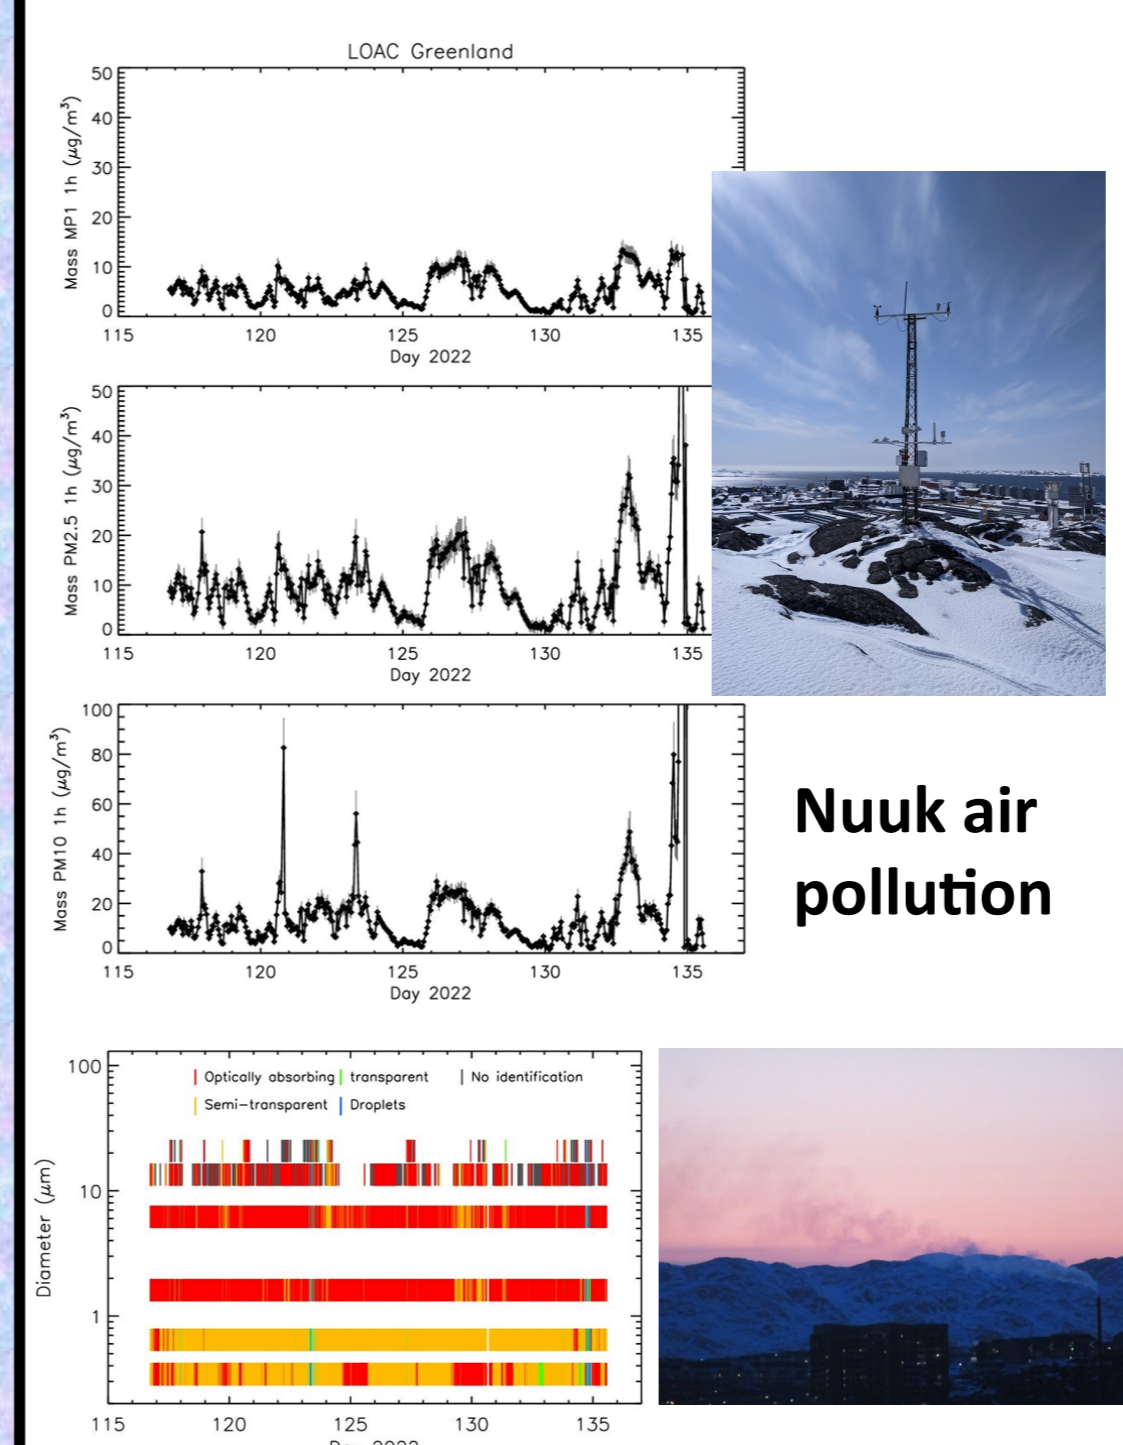 LOAC Greenland
Mass MP1 1h (μg/m³)
50
40
30
20
10
0
115 120 125 130 135
Day 2022
Mass PM2.5 1h (μg/m³)
50
40
30
20
10
0
115 120 125 130 135
Day 2022
Mass PM10 1h (μg/m³)
100
80
60
40
20
0
115 120 125 130 135
Day 2022
Nuuk air
pollution
Diameter (μm)
100
10
1
Optically absorbing transparent No identification
Semi-transparent Droplets
115 120 125 130 135
Day 2022